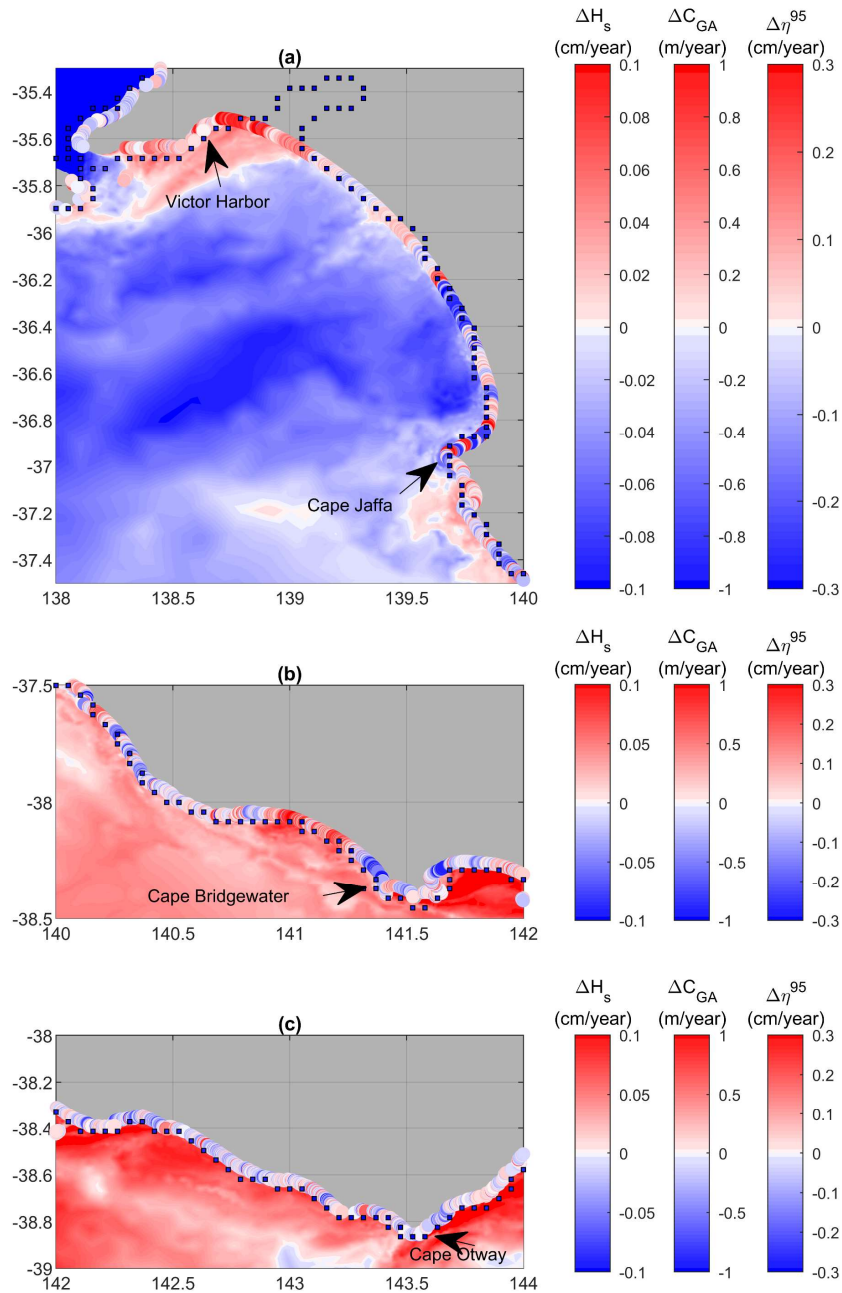 ΔHs ΔCGA Δη95
(cm/year) (m/year) (cm/year)
(a)
0.1 1 0.3
-35.4
0.08 0.8
-35.6
0.06 0.6 0.2
-35.8
Victor Harbor
0.04 0.4
-36
0.1
0.02 0.2
-36.2
0 0 0
-36.4
-0.02 -0.2
-36.6
-0.1
-0.04 -0.4
-36.8
-0.06 -0.6 -0.2
-37
Cape Jaffa
-0.08 -0.8
-37.2
-37.4
-0.1 -1 -0.3
138 138.5 139 139.5 140
ΔHs ΔCGA Δη95
(cm/year) (m/year) (cm/year)
(b)
-37.5
0.1 1 0.3
0.2
0.05 0.5
0.1
-38
0 0 0
-0.1
-0.05 -0.5
Cape Bridgewater
-0.2
-38.5
-0.1 -1 -0.3
140 140.5 141 141.5 142
ΔHs ΔCGA Δη95
(cm/year) (m/year) (cm/year)
(c)
-38
0.1 1 0.3
-38.2
0.2
0.05 0.5
-38.4
0.1
0 0 0
-38.6
-0.1
-0.05 -0.5
-38.8
-0.2
Cape Otway
-39
-0.1 -1 -0.3
142 142.5 143 143.5 144